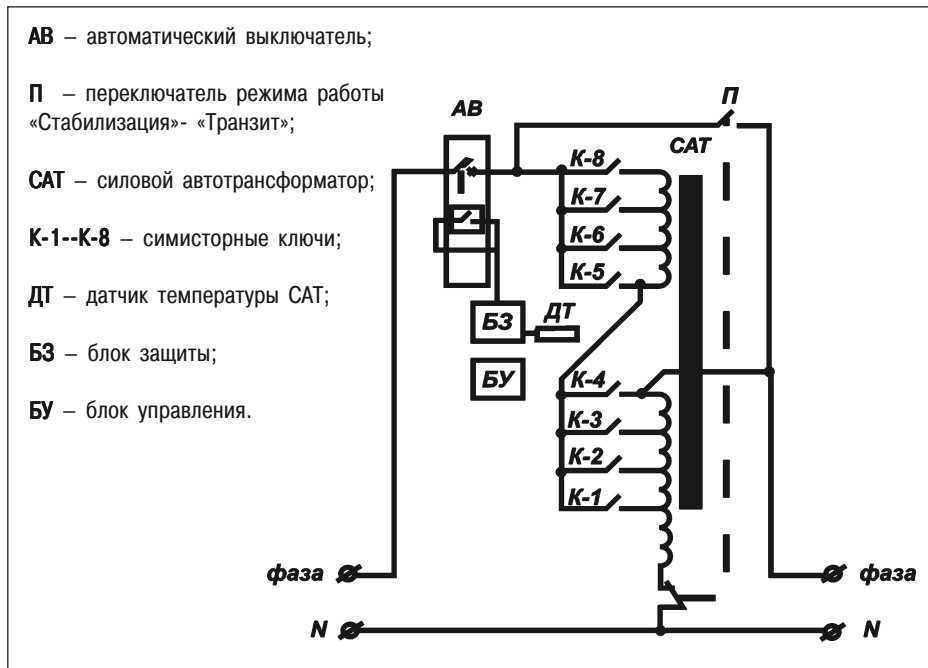 АВ – автоматический выключатель;
П – переключатель режима работы
«Стабилизация»- «Транзит»;
САТ – силовой автотрансформатор;
К-1--К-8 – симисторные ключи;
ДТ – датчик температуры САТ;
БЗ – блок защиты;
БУ – блок управления.
АВ
П
САТ
К-8
К-7
К-6
К-5
БЗ
ДТ
БУ
К-4
К-3
К-2
К-1
фаза
фаза
N
N